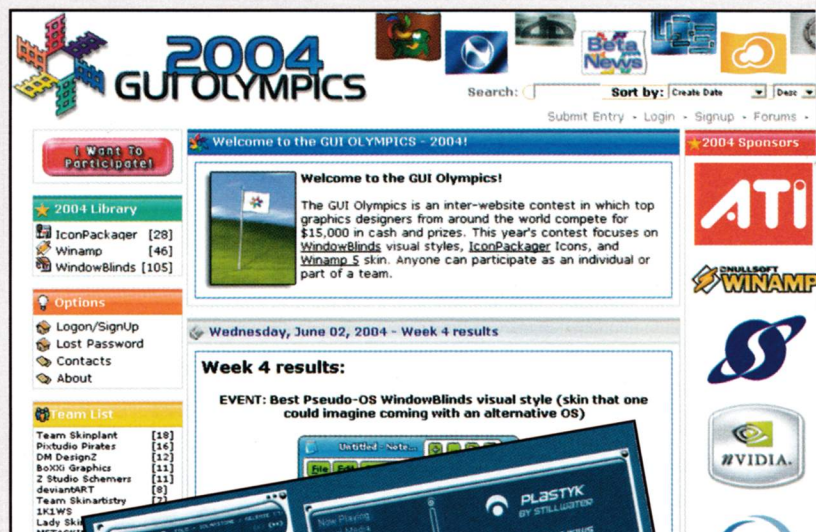 2004
GUI OLYMPICS
Beta
News
Search:
Sort by: Create Date Desc
Submit Entry - Login - Signup - Forums -
I Want To
Participate!
2004 Library
IconPackager [28]
Winamp [46]
WindowBlinds [105]
Options
Logon/SignUp
Lost Password
Contacts
About
Team List
Team Skinplant [18]
Pixtudio Pirates [16]
DM DesignZ [12]
BoXXi Graphics [11]
Z Studio Schemers [11]
deviantART [8]
Team Skinartistry [7]
1K1WS
Welcome to the GUI OLYMPICS - 2004!
Welcome to the GUI Olympics!
The GUI Olympics is an inter-website contest in which top
graphics designers from around the world compete for
$15,000 in cash and prizes. This year's contest focuses on
WindowBlinds visual styles, IconPackager Icons, and
Winamp 5 skin. Anyone can participate as an individual or
part of a team.
Wednesday, June 02, 2004 - Week 4 results
Week 4 results:
EVENT: Best Pseudo-OS WindowBlinds visual style (skin that one
could imagine coming with an alternative OS)
Untitled - Note...
File Edit
Now Playing
Media
PLASTYK
BY STILLWATER
2004 Sponsors
ATI
NULLSOFT
WINAMP
NVIDIA.